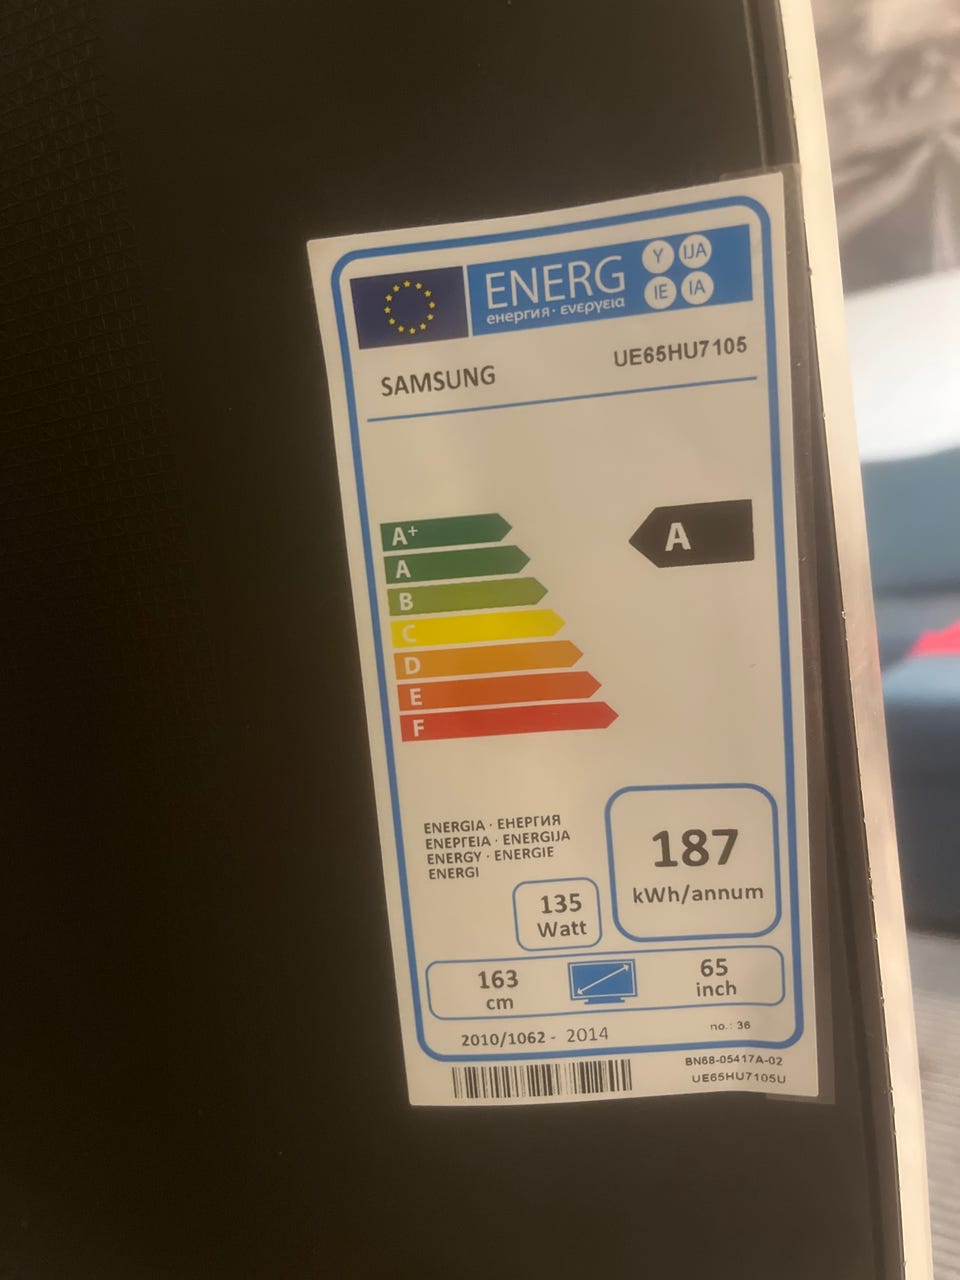 ENERG
енергия · ενεργεια
Y IJA
IE IA
SAMSUNG
UE65HU7105
A+
A
B
C
D
E
F
A
ENERGIA · ЕНЕРГИЯ
ΕΝΕΡΓΕΙΑ · ENERGIJA
ENERGY · ENERGIE
ENERGI
187
kWh/annum
135
Watt
163
cm
65
inch
2010/1062 - 2014
no.: 36
BN68-05417A-02
UE65HU7105U